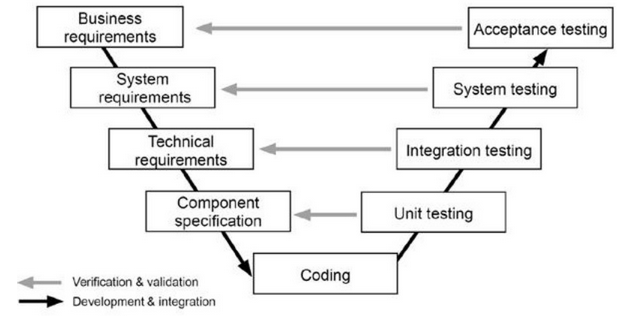 Business
requirements
Acceptance testing
System
requirements
System testing
Technical
requirements
Integration testing
Component
specification
Unit testing
Coding
Verification & validation
Development & integration